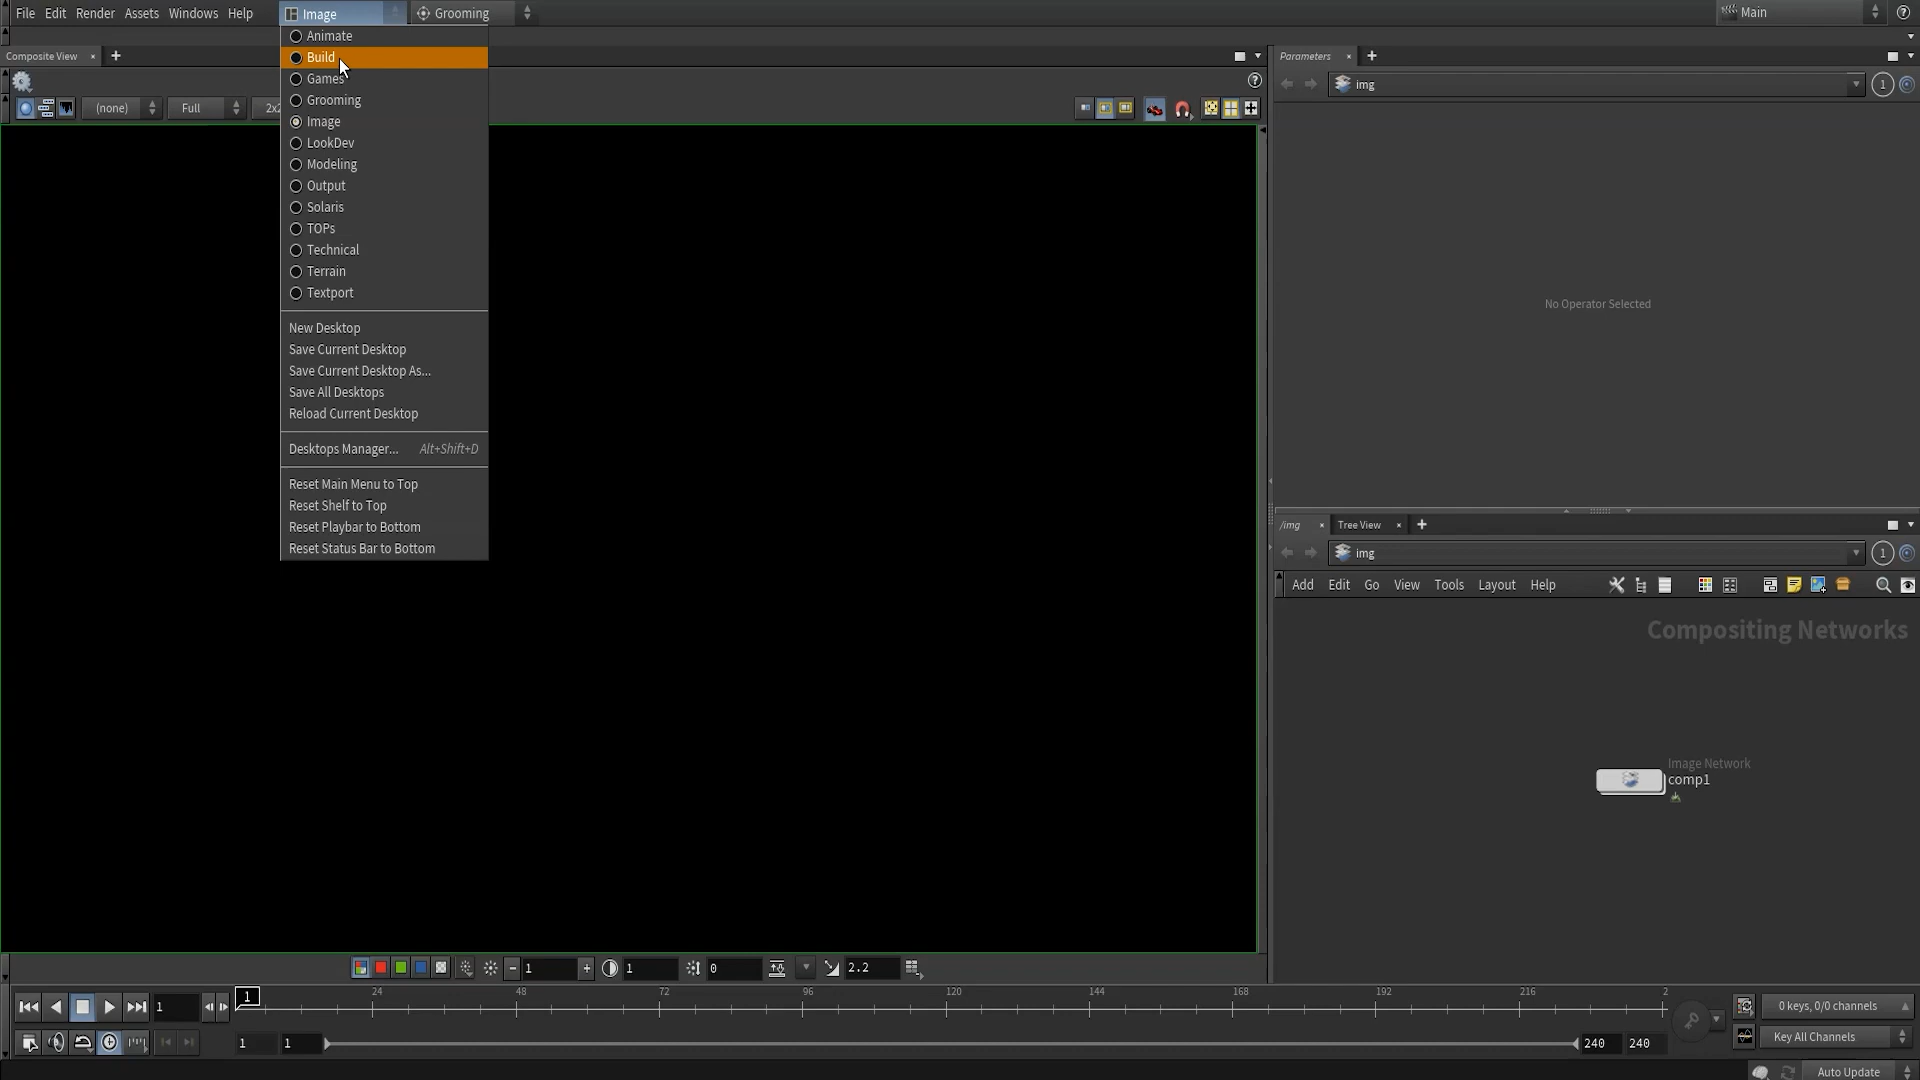 File Edit Render Assets Windows Help Image Grooming Main
Animate
Build
Games
Grooming
Image
LookDev
Modeling
Output
Solaris
TOPs
Technical
Terrain
Textport
New Desktop
Save Current Desktop
Save Current Desktop As...
Save All Desktops
Reload Current Desktop
Desktops Manager... Alt+Shift+D
Reset Main Menu to Top
Reset Shelf to Top
Reset Playbar to Bottom
Reset Status Bar to Bottom
Composite View
(none) Full 2x2
Parameters
img 1
No Operator Selected
/img Tree View
img 1
Add Edit Go View Tools Layout Help
Compositing Networks
Image Network
comp1
1 1 0 2.2
1 1 24 48 72 96 120 144 168 192 216 2
0 keys, 0/0 channels
1 1 240 240
Key All Channels
Auto Update